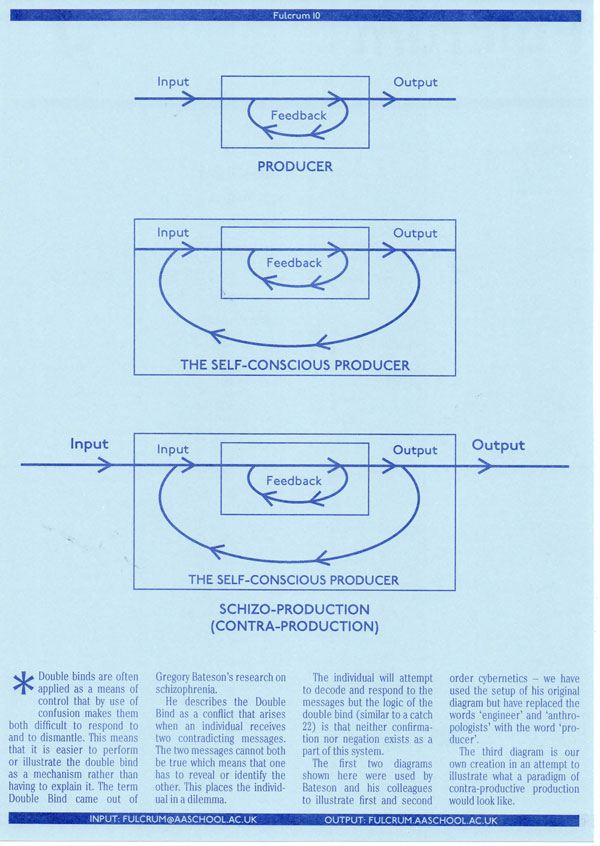 Fulcrum 10
Input
Output
Feedback
PRODUCER
Input
Output
Feedback
THE SELF-CONSCIOUS PRODUCER
Input
Input
Output
Output
Feedback
THE SELF-CONSCIOUS PRODUCER
SCHIZO-PRODUCTION
(CONTRA-PRODUCTION)
* Double binds are often
applied as a means of
control that by use of
confusion makes them
both difficult to respond to
and to dismantle. This means
that it is easier to perform
or illustrate the double bind
as a mechanism rather than
having to explain it. The term
Double Bind came out of
Gregory Bateson's research on
schizophrenia.
He describes the Double
Bind as a conflict that arises
when an individual receives
two contradicting messages.
The two messages cannot both
be true which means that one
has to reveal or identify the
other. This places the individ-
ual in a dilemma.
The individual will attempt
to decode and respond to the
messages but the logic of the
double bind (similar to a catch
22) is that neither confirma-
tion nor negation exists as a
part of this system.
The first two diagrams
shown here were used by
Bateson and his colleagues
to illustrate first and second
order cybernetics – we have
used the setup of his original
diagram but have replaced the
words 'engineer' and 'anthro-
pologists' with the word 'pro-
ducer'.
The third diagram is our
own creation in an attempt to
illustrate what a paradigm of
contra-productive production
would look like.
INPUT: FULCRUM@AASCHOOL.AC.UK
OUTPUT: FULCRUM.AASCHOOL.AC.UK